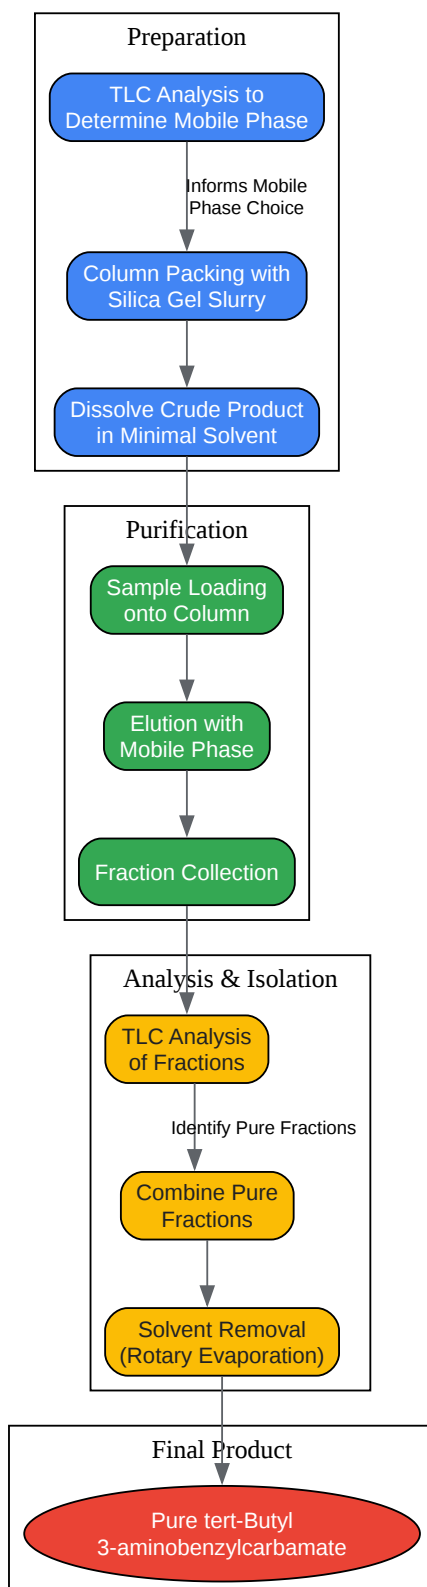 Preparation
TLC Analysis to
Determine Mobile Phase
Informs Mobile
Phase Choice
Column Packing with
Silica Gel Slurry
Dissolve Crude Product
in Minimal Solvent
Purification
Sample Loading
onto Column
Elution with
Mobile Phase
Fraction Collection
Analysis & Isolation
TLC Analysis
of Fractions
Identify Pure Fractions
Combine Pure
Fractions
Solvent Removal
(Rotary Evaporation)
Final Product
Pure tert-Butyl
3-aminobenzylcarbamate